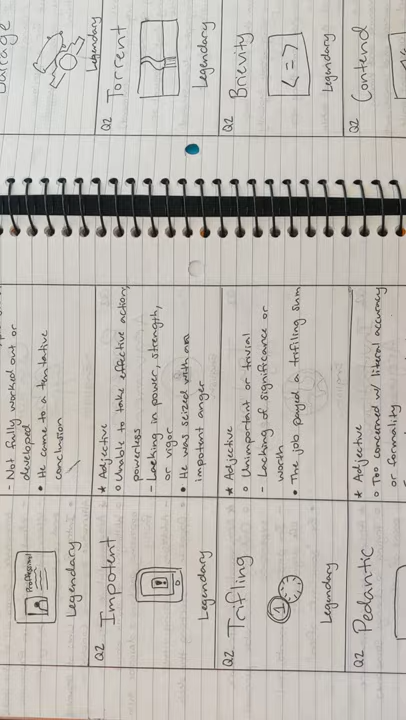 - Not fully worked out or
developed
• He came to a tentative
conclusion
Professional
Legendary
Q2
Impotent
Legendary
* Adjective
○ Unable to take effective action,
powerless
- Lacking in power, strength,
or vigor
• He was seized with an
impotent anger
Q2
Trifling
1
Legendary
* Adjective
○ Unimportant or trivial
- Lacking of significance or
worth
• The job payed a trifling sum
Q2
Pedantic
* Adjective
○ Too concerned w/ literal accuracy
or formality
Legendary
Q2
Torrent
Legendary
Q2
Brievity
< = >
Legendary
Q2
Contend